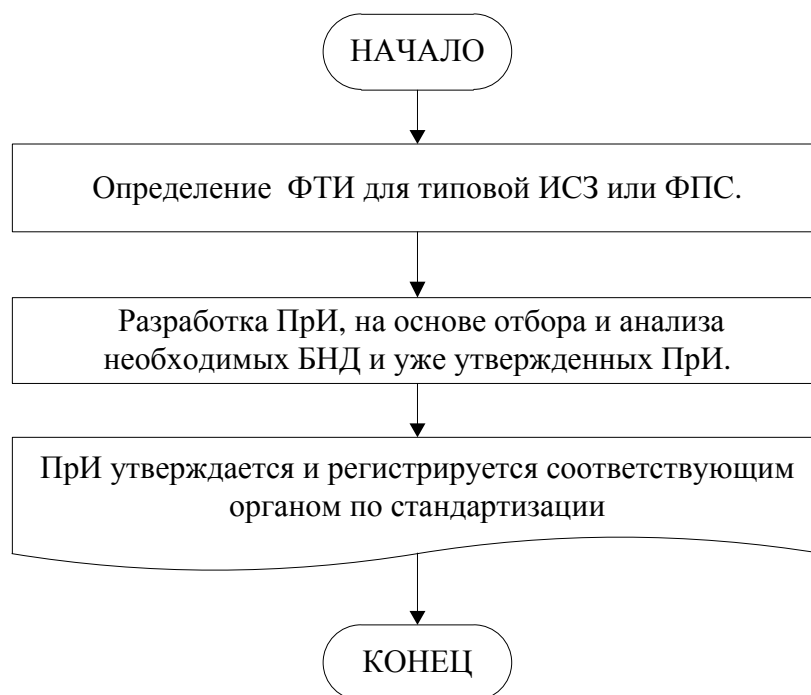 НАЧАЛО
Определение ФТИ для типовой ИСЗ или ФПС.
Разработка ПрИ, на основе отбора и анализа
необходимых БНД и уже утвержденных ПрИ.
ПрИ утверждается и регистрируется соответствующим
органом по стандартизации
КОНЕЦ